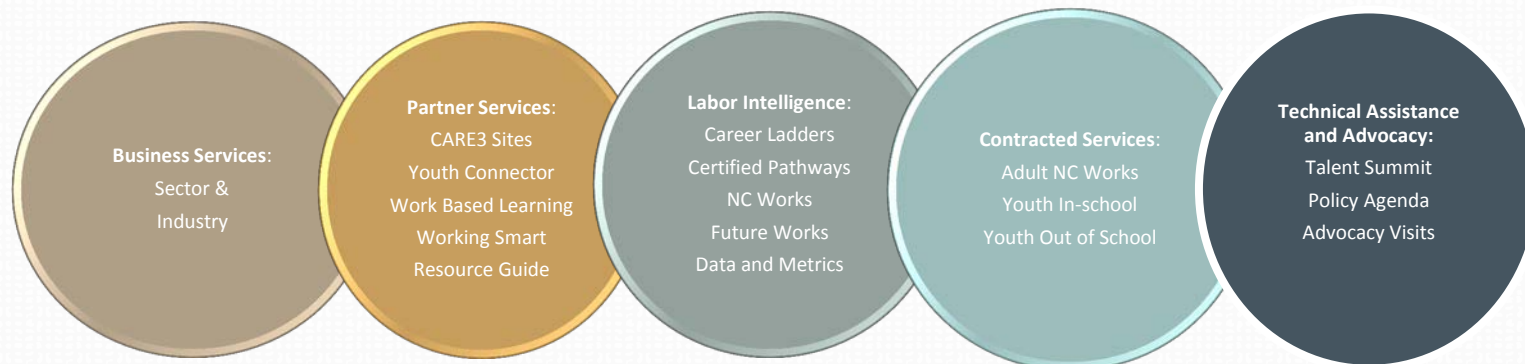 Business Services:
Sector &
Industry
Partner Services:
CARE3 Sites
Youth Connector
Work Based Learning
Working Smart
Resource Guide
Labor Intelligence:
Career Ladders
Certified Pathways
NC Works
Future Works
Data and Metrics
Contracted Services:
Adult NC Works
Youth In-school
Youth Out of School
Technical Assistance
and Advocacy:
Talent Summit
Policy Agenda
Advocacy Visits